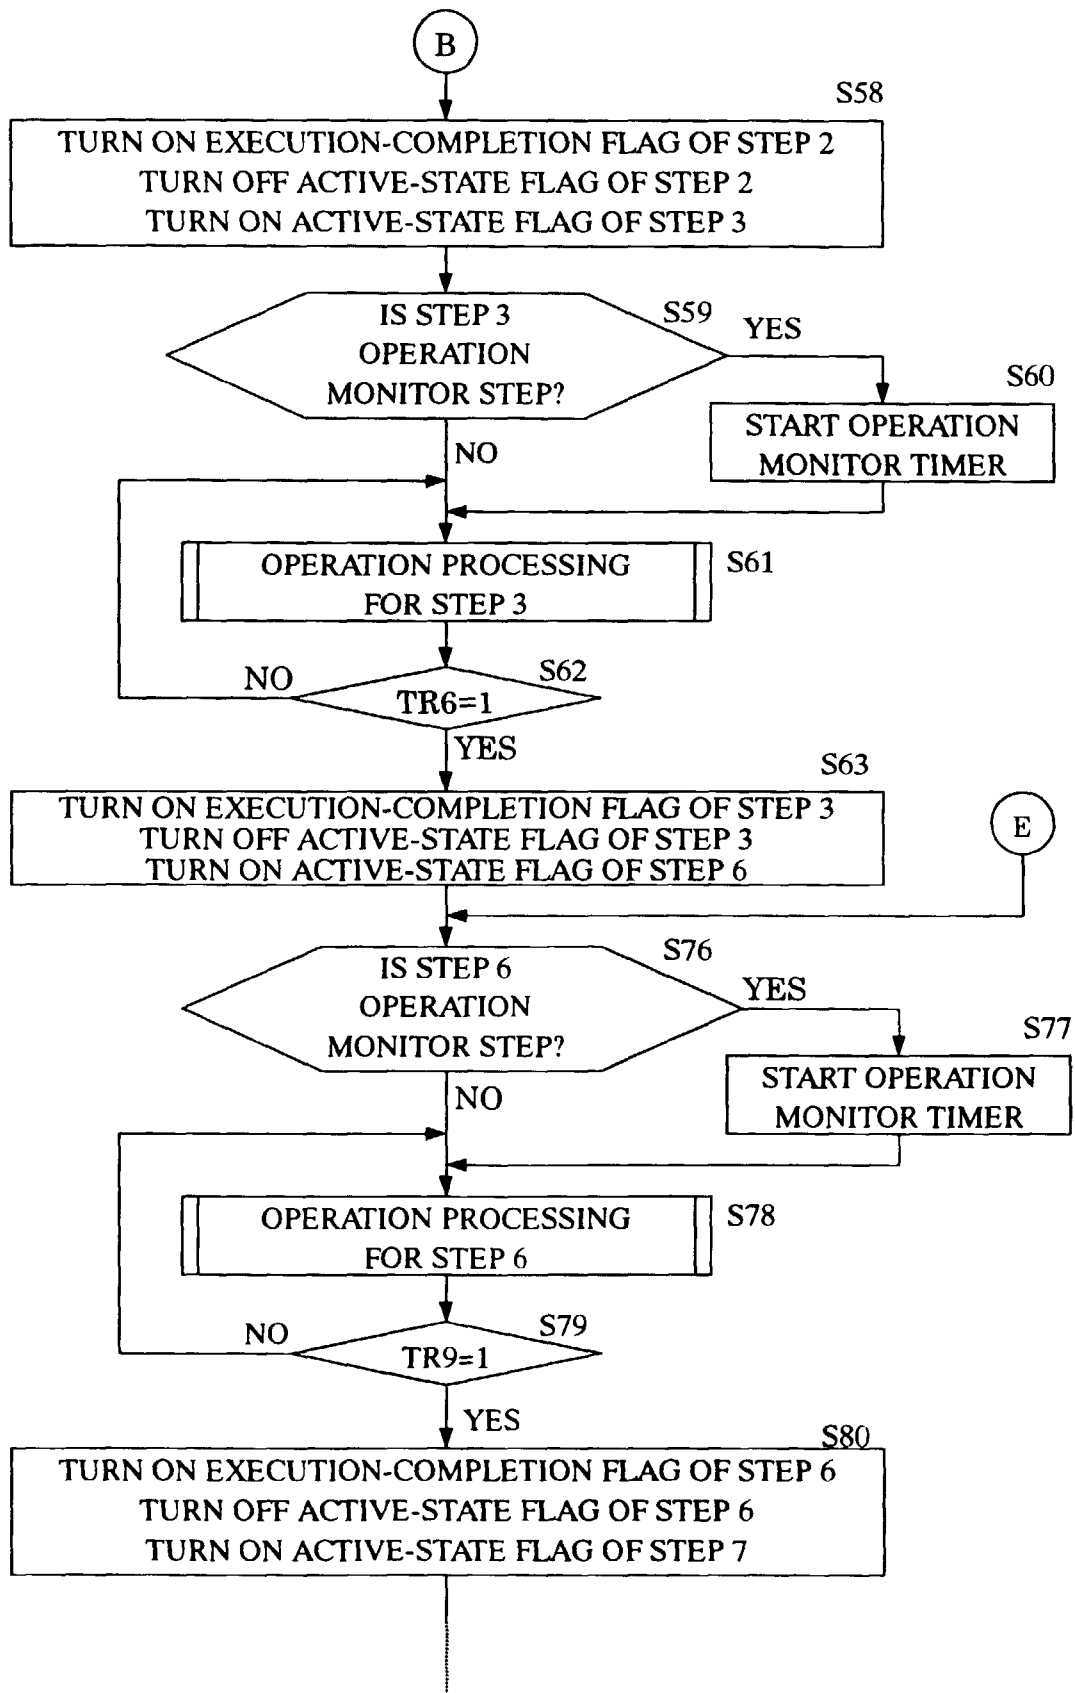 B
S58
TURN ON EXECUTION-COMPLETION FLAG OF STEP 2
TURN OFF ACTIVE-STATE FLAG OF STEP 2
TURN ON ACTIVE-STATE FLAG OF STEP 3
IS STEP 3
OPERATION
MONITOR STEP?
S59
YES
S60
START OPERATION
MONITOR TIMER
NO
OPERATION PROCESSING
FOR STEP 3
S61
S62
NO
TR6=1
YES
S63
TURN ON EXECUTION-COMPLETION FLAG OF STEP 3
TURN OFF ACTIVE-STATE FLAG OF STEP 3
TURN ON ACTIVE-STATE FLAG OF STEP 6
E
IS STEP 6
OPERATION
MONITOR STEP?
S76
YES
S77
START OPERATION
MONITOR TIMER
NO
OPERATION PROCESSING
FOR STEP 6
S78
S79
NO
TR9=1
YES
S80
TURN ON EXECUTION-COMPLETION FLAG OF STEP 6
TURN OFF ACTIVE-STATE FLAG OF STEP 6
TURN ON ACTIVE-STATE FLAG OF STEP 7